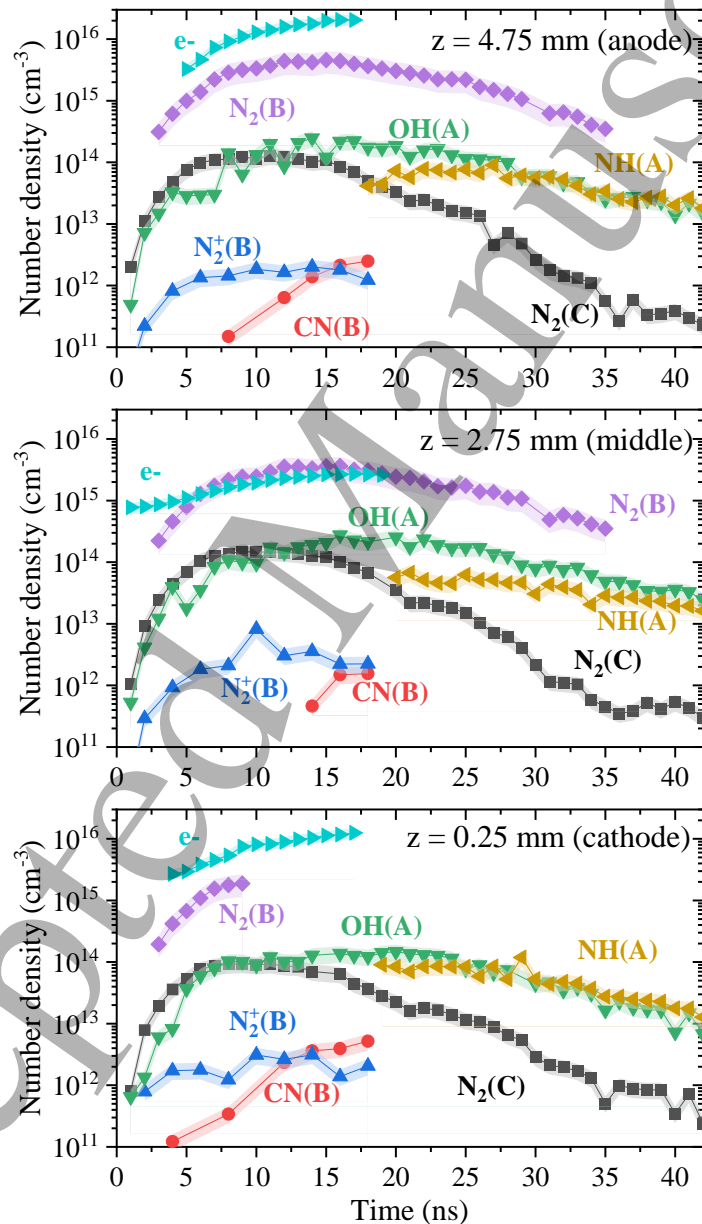 z = 4.75 mm (anode)
e-
N₂(B)
OH(A)
NH(A)
N₂⁺(B)
CN(B)
N₂(C)
Number density (cm⁻³)
10¹⁶
10¹⁵
10¹⁴
10¹³
10¹²
10¹¹
0 5 10 15 20 25 30 35 40
z = 2.75 mm (middle)
e-
N₂(B)
OH(A)
NH(A)
N₂⁺(B)
CN(B)
N₂(C)
Number density (cm⁻³)
10¹⁶
10¹⁵
10¹⁴
10¹³
10¹²
10¹¹
0 5 10 15 20 25 30 35 40
z = 0.25 mm (cathode)
e-
N₂(B)
OH(A)
NH(A)
N₂⁺(B)
CN(B)
N₂(C)
Number density (cm⁻³)
10¹⁶
10¹⁵
10¹⁴
10¹³
10¹²
10¹¹
0 5 10 15 20 25 30 35 40
Time (ns)